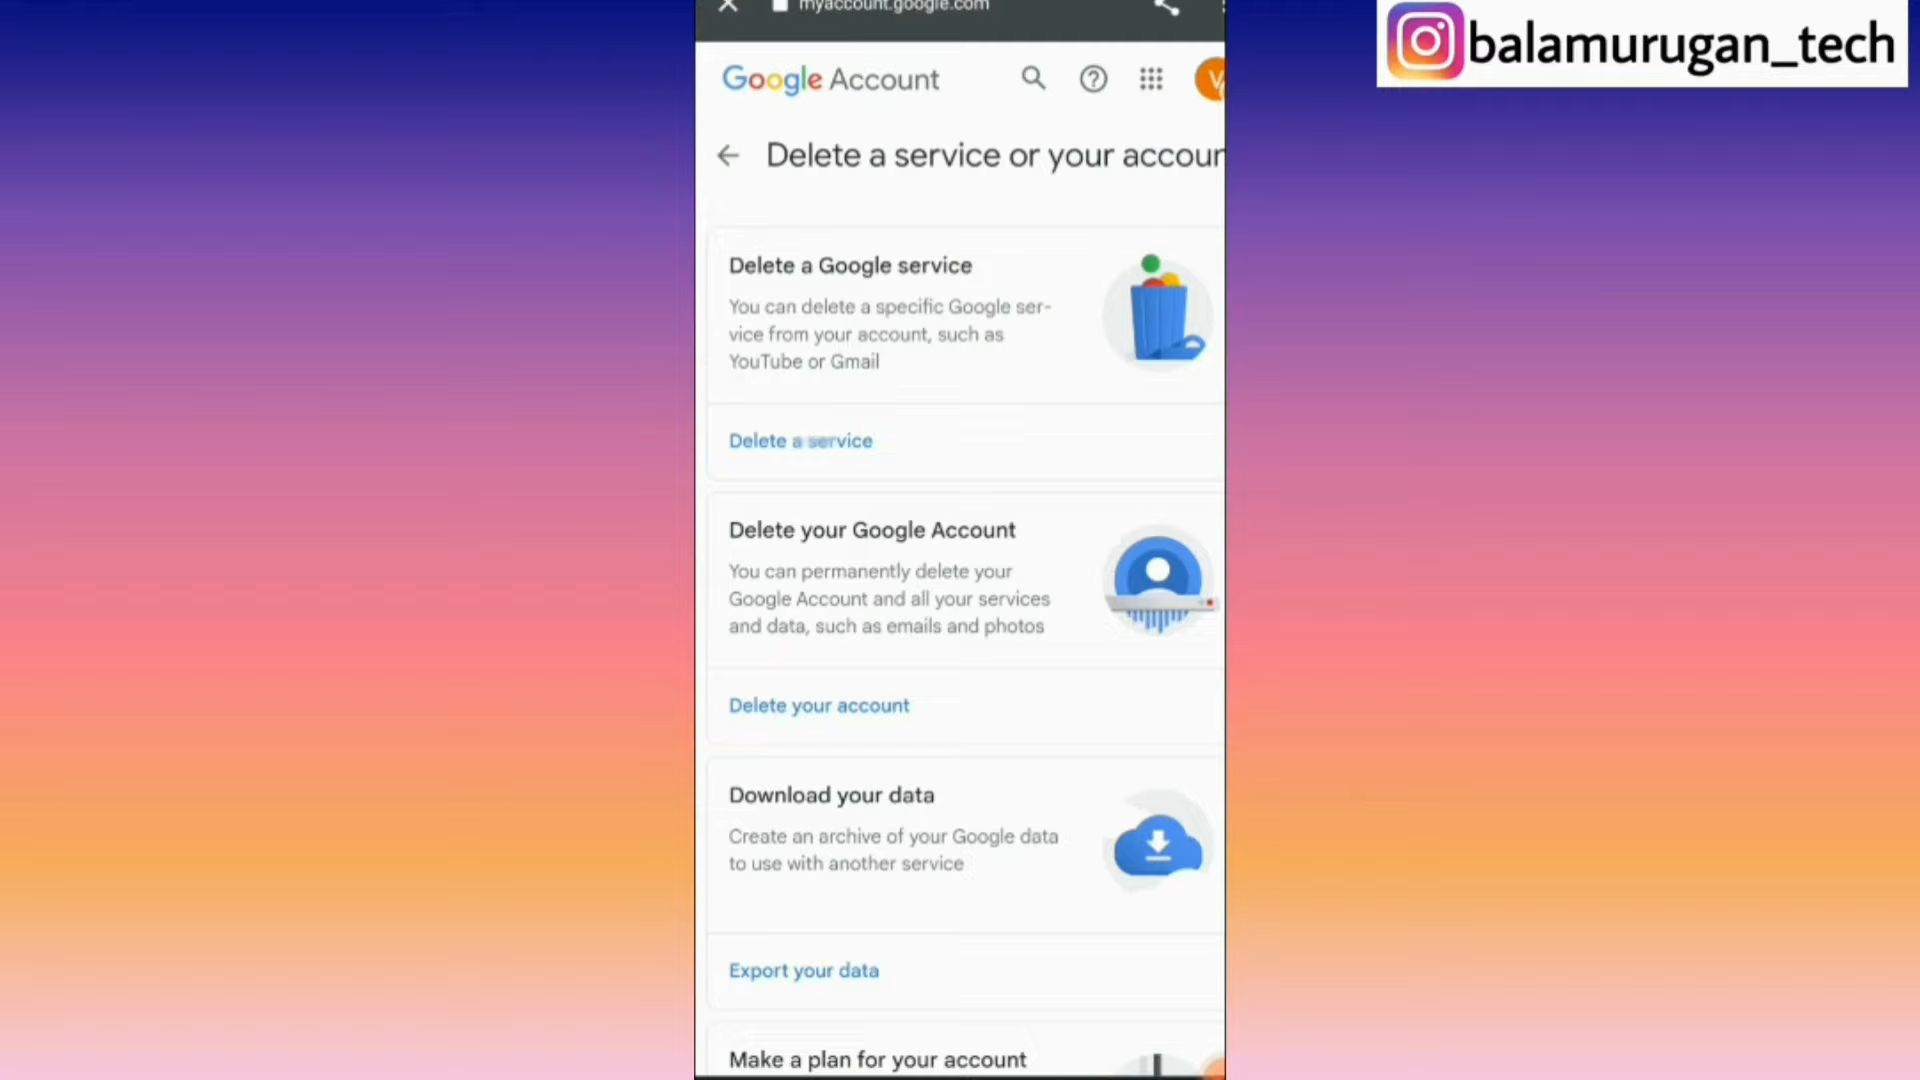 myaccount.google.com
balamurugan_tech
Google Account
Delete a service or your accoun
Delete a Google service
You can delete a specific Google ser-
vice from your account, such as
YouTube or Gmail
Delete a service
Delete your Google Account
You can permanently delete your
Google Account and all your services
and data, such as emails and photos
Delete your account
Download your data
Create an archive of your Google data
to use with another service
Export your data
Make a plan for your account